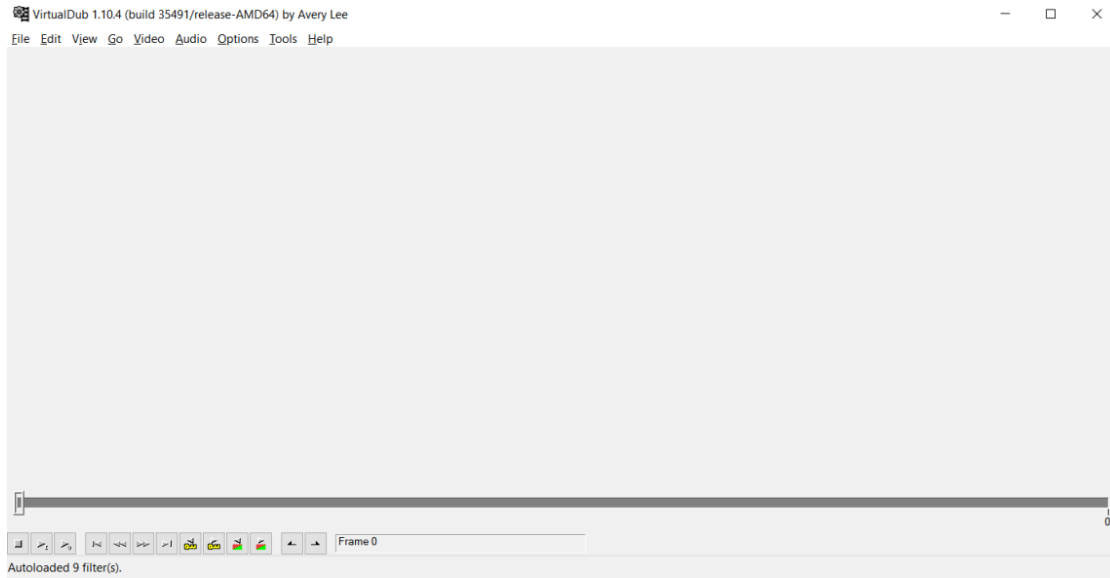 VirtualDub 1.10.4 (build 35491/release-AMD64) by Avery Lee
File Edit View Go Video Audio Options Tools Help
0
Frame 0
Autoloaded 9 filter(s).